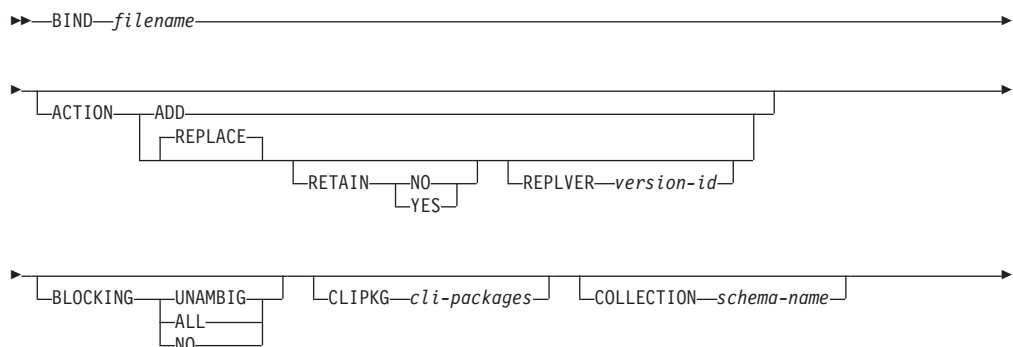 BIND filename
ACTION ADD
REPLACE
RETAIN NO REPLVER version-id
YES
BLOCKING UNAMBIG CLIPKG cli-packages COLLECTION schema-name
ALL
NO